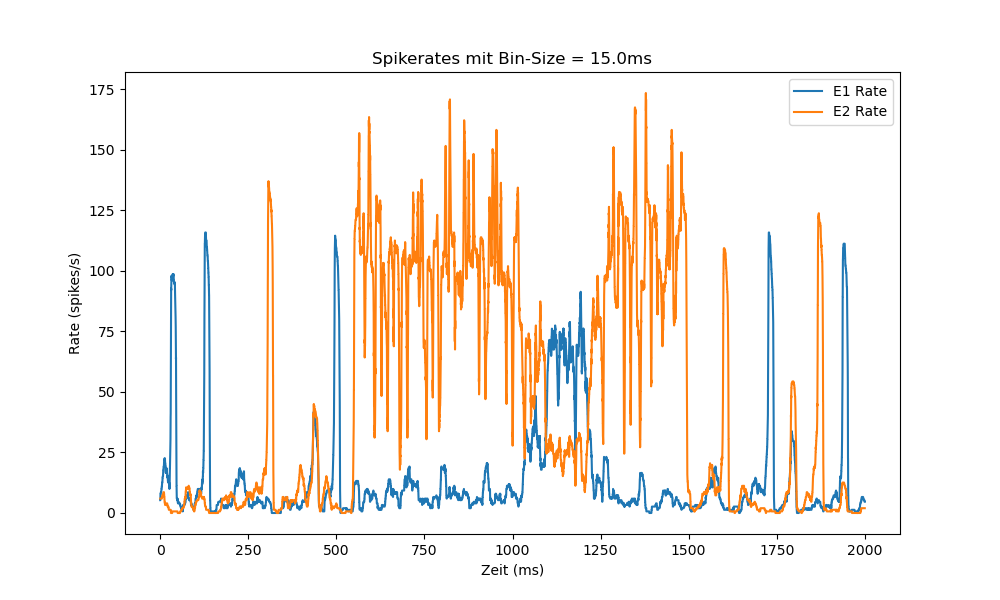 Spikerates mit Bin-Size = 15.0ms
E1 Rate
E2 Rate
Rate (spikes/s)
175
150
125
100
75
50
25
0
0 250 500 750 1000 1250 1500 1750 2000
Zeit (ms)